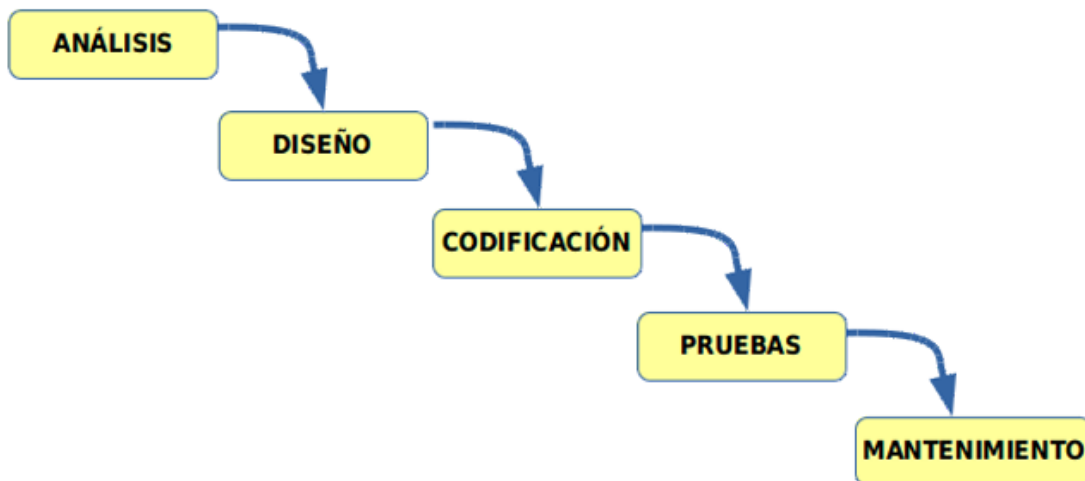 ANÁLISIS
DISEÑO
CODIFICACIÓN
PRUEBAS
MANTENIMIENTO